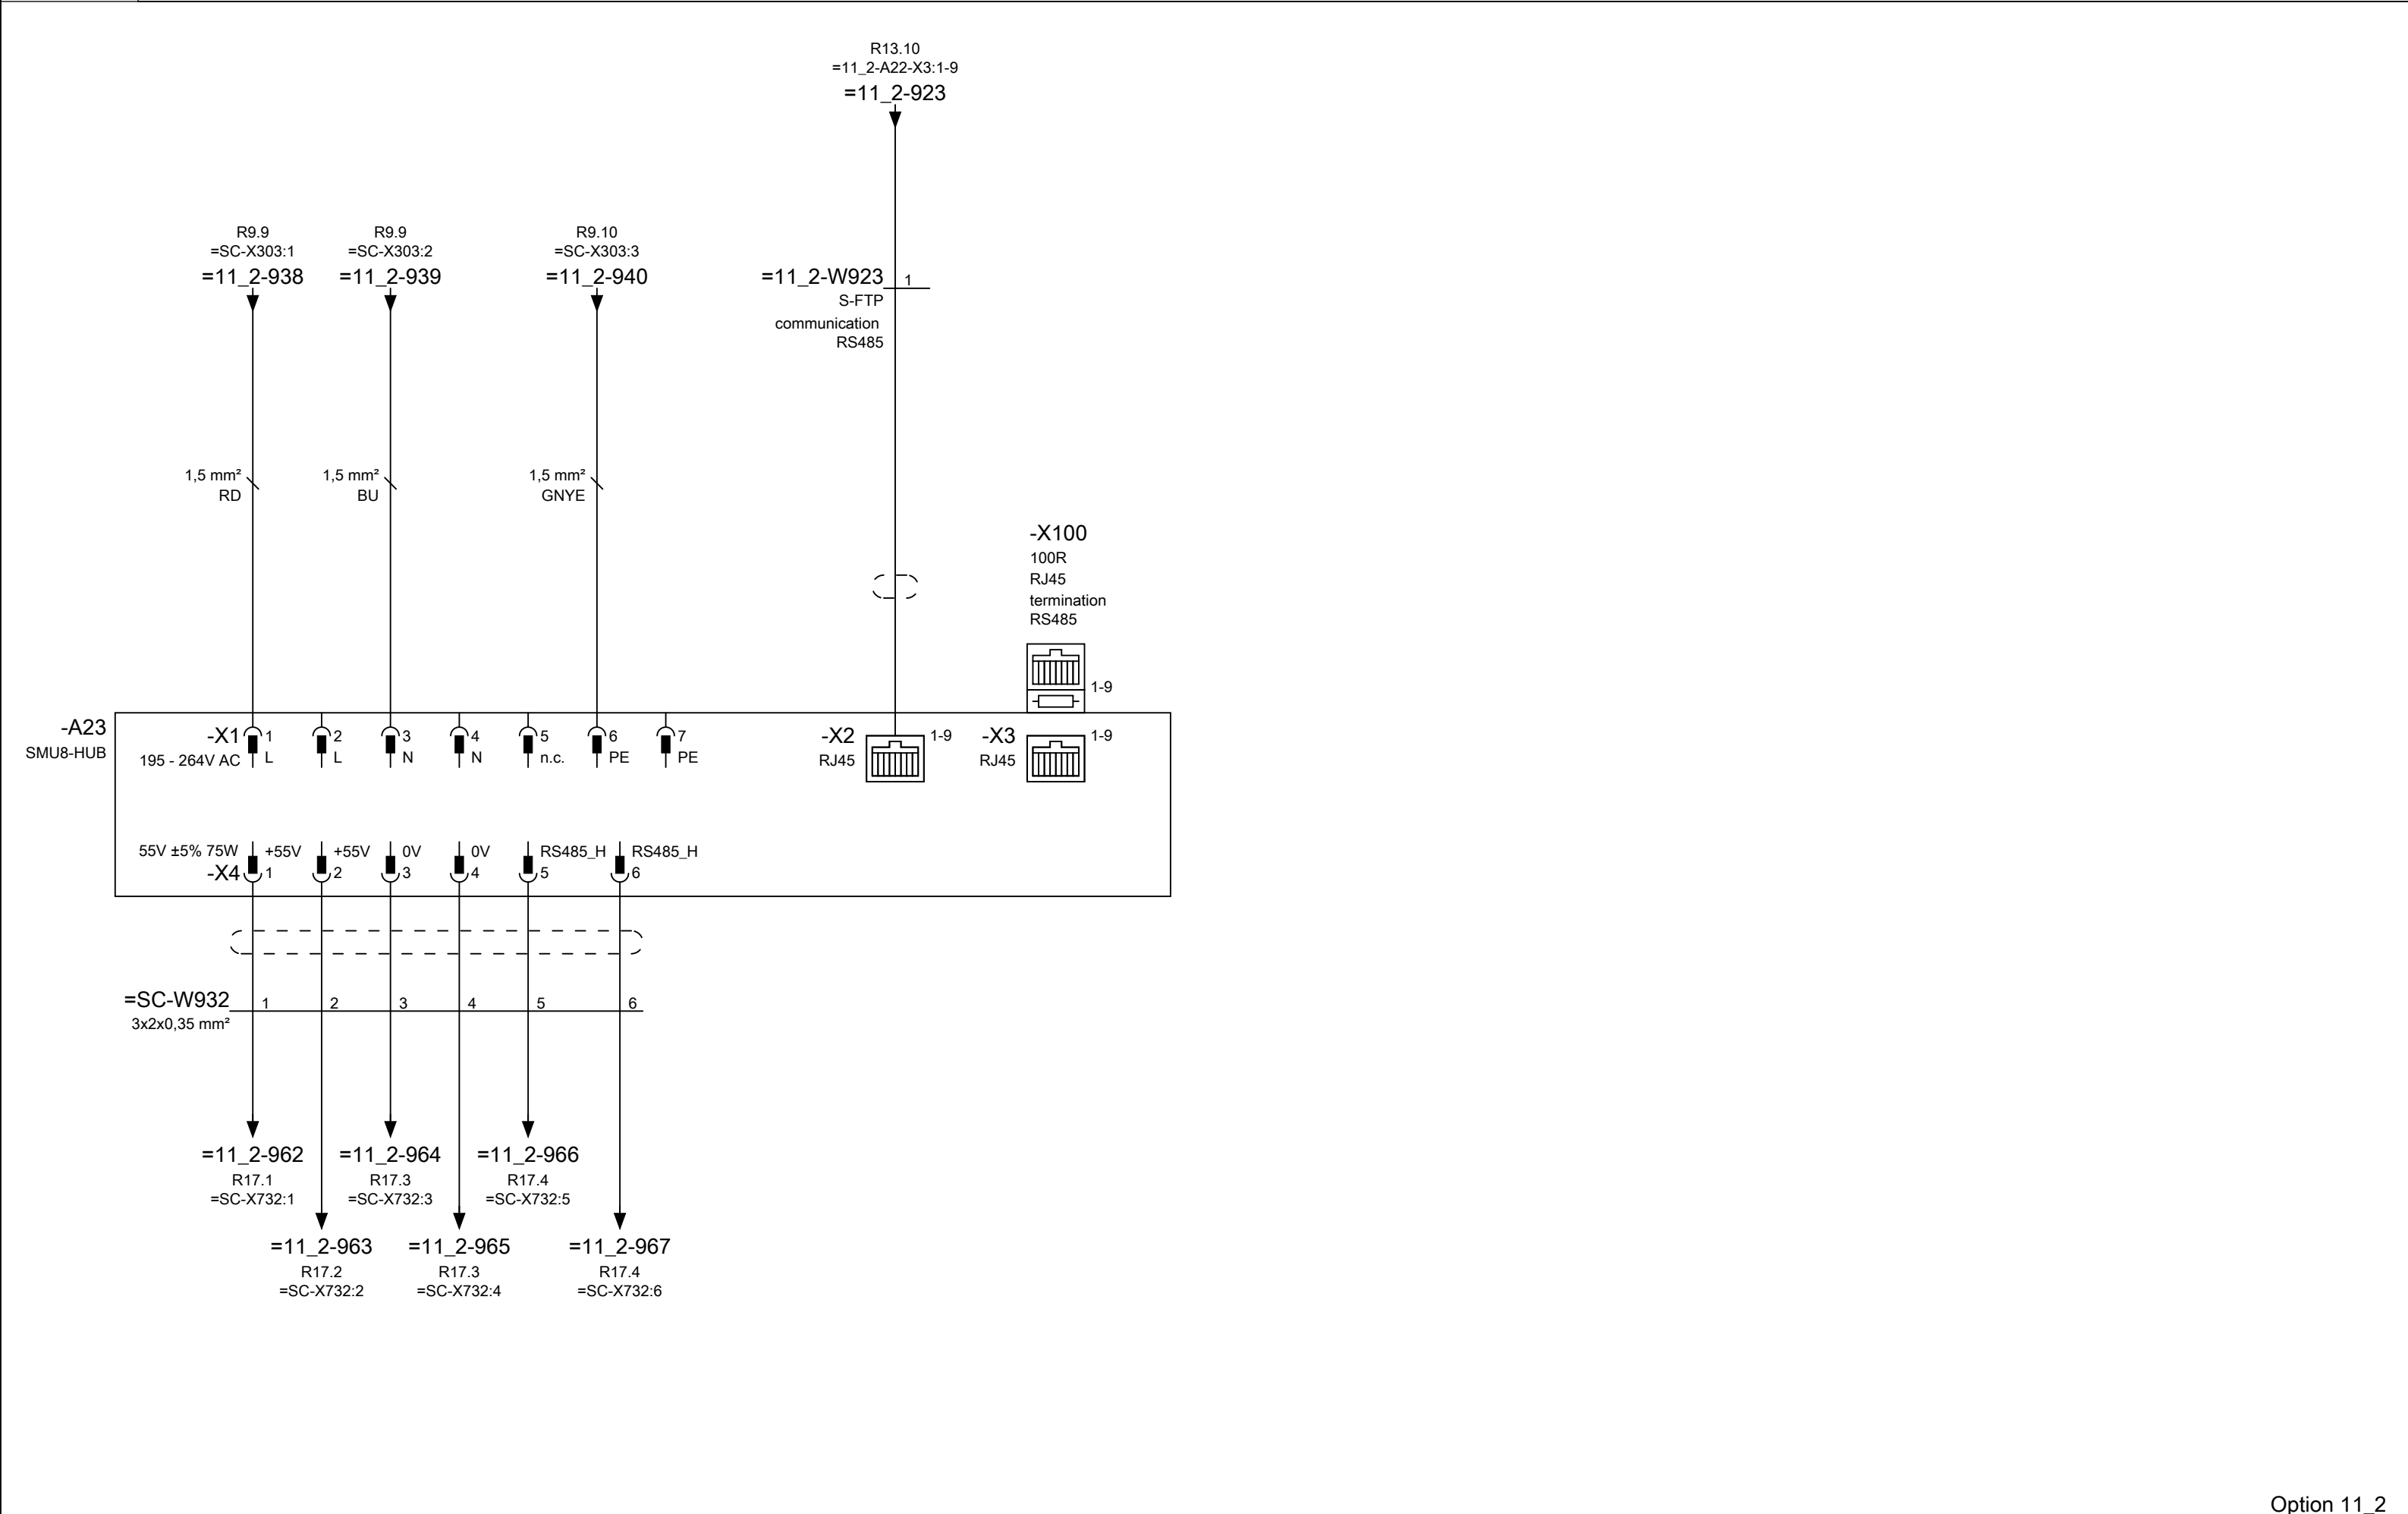 R13.10
=11_2-A22-X3:1-9
=11_2-923
R9.9
=SC-X303:1
=11_2-938
R9.9
=SC-X303:2
=11_2-939
R9.10
=SC-X303:3
=11_2-940
=11_2-W923 1
S-FTP
communication
RS485
1,5 mm²
RD
1,5 mm²
BU
1,5 mm²
GNYE
-X100
100R
RJ45
termination
RS485
1-9
-A23
SMU8-HUB
-X1 1 2 3 4 5 6 7
195 - 264V AC L L N N n.c. PE PE
-X2 1-9
RJ45
-X3 1-9
RJ45
55V ±5% 75W +55V +55V 0V 0V RS485_H RS485_H
-X4 1 2 3 4 5 6
=SC-W932 1 2 3 4 5 6
3x2x0,35 mm²
=11_2-962
R17.1
=SC-X732:1
=11_2-964
R17.3
=SC-X732:3
=11_2-966
R17.4
=SC-X732:5
=11_2-963
R17.2
=SC-X732:2
=11_2-965
R17.3
=SC-X732:4
=11_2-967
R17.4
=SC-X732:6
Option 11_2